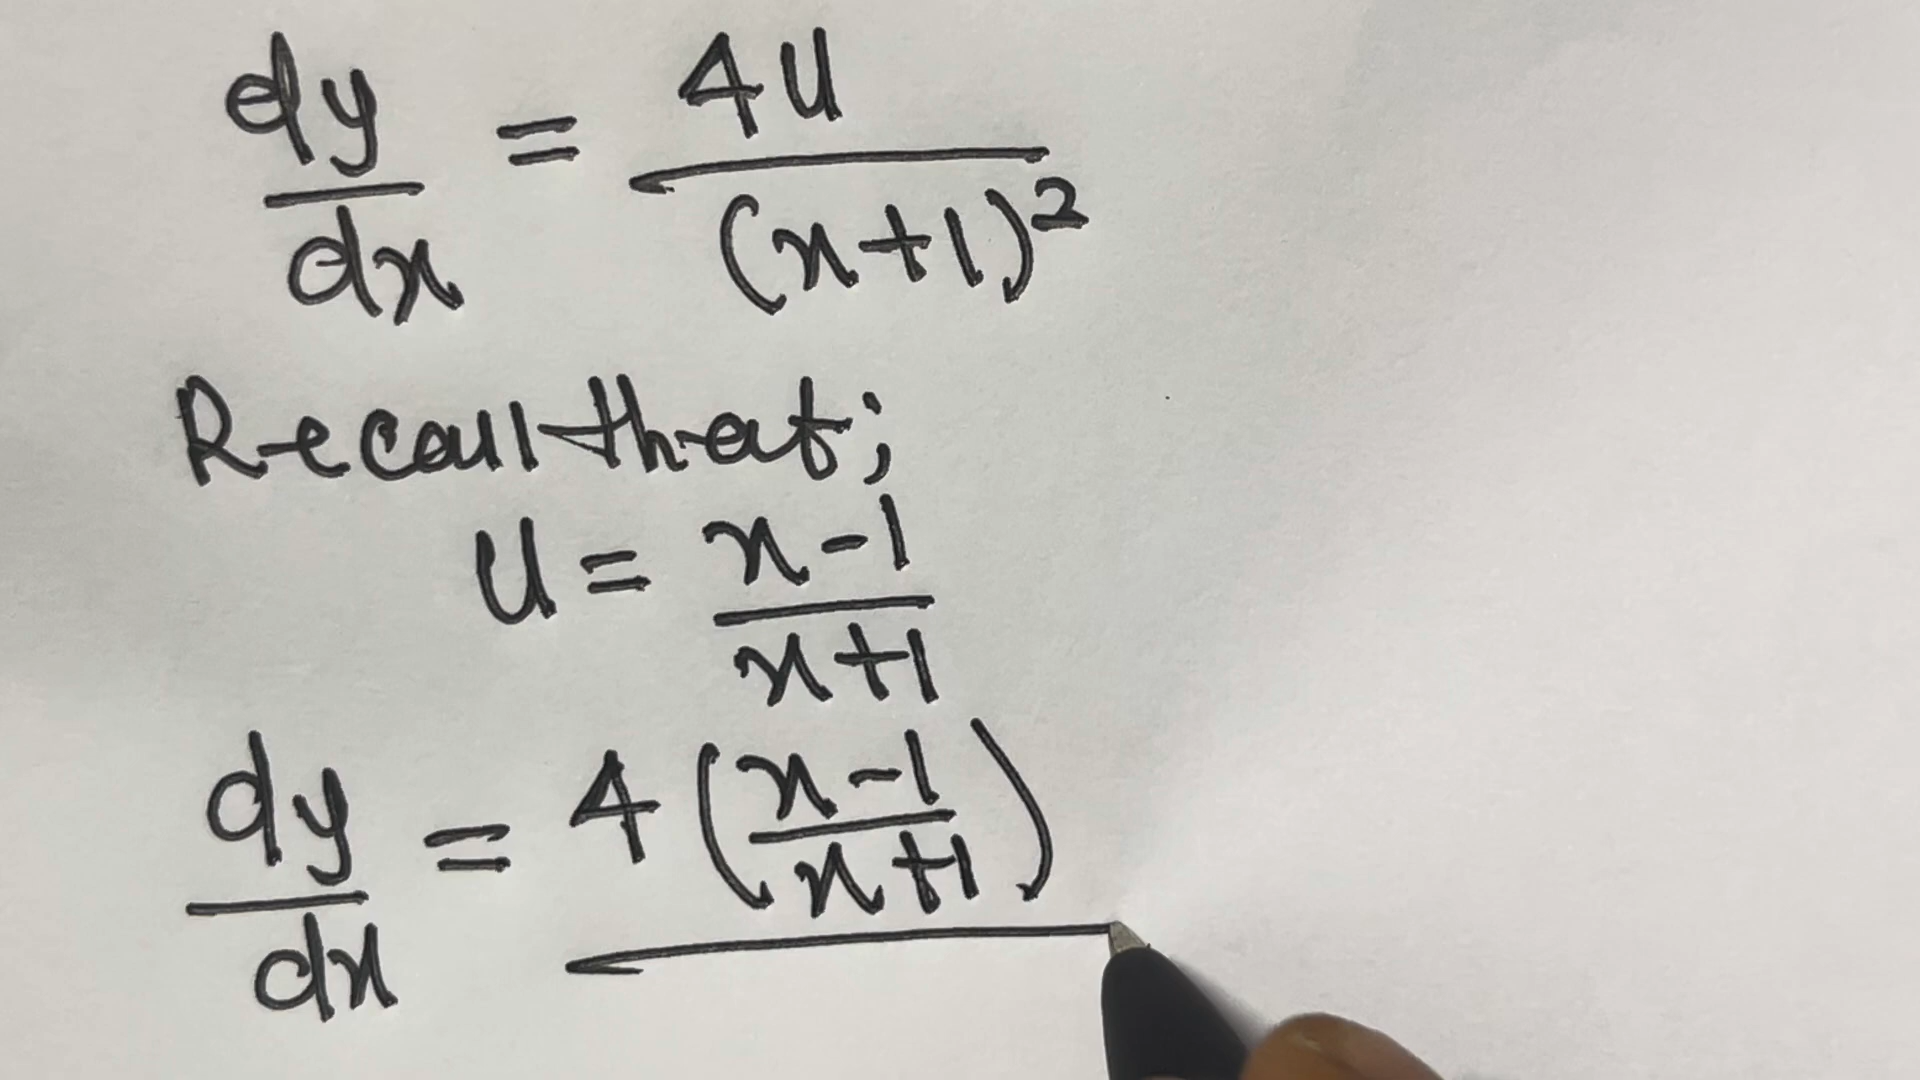 dy/dx = 4u/(x+1)²
Recall that;
u = x-1/x+1
dy/dx = 4(x-1/x+1)